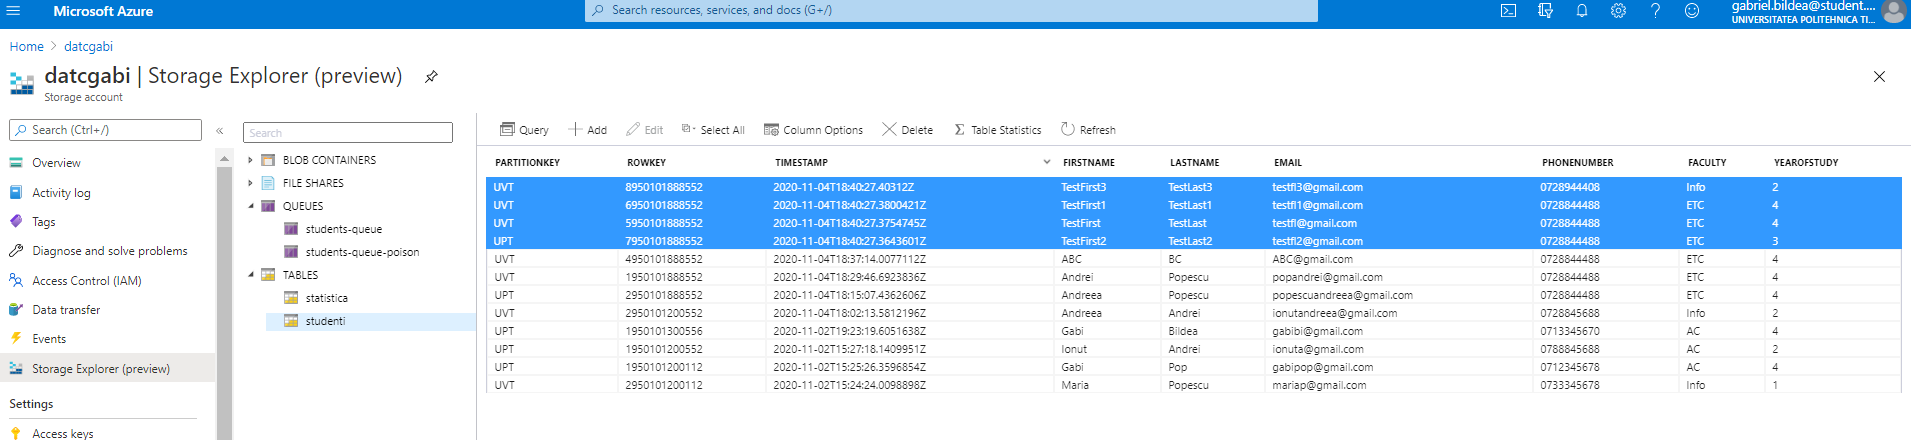 Microsoft Azure
Search resources, services, and docs (G+/)
gabriel.bildea@student....
UNIVERSITATEA POLITEHNICA TI...
Home > datcgabi
datcgabi | Storage Explorer (preview)
Storage account
Search (Ctrl+/)
Overview
Activity log
Tags
Diagnose and solve problems
Access Control (IAM)
Data transfer
Events
Storage Explorer (preview)
Settings
Access keys
Search
BLOB CONTAINERS
FILE SHARES
QUEUES
students-queue
students-queue-poison
TABLES
statistica
studenti
Query Add Edit Select All Column Options Delete Table Statistics Refresh
PARTITIONKEY ROWKEY TIMESTAMP FIRSTNAME LASTNAME EMAIL PHONENUMBER FACULTY YEAROFSTUDY
UVT 8950101888552 2020-11-04T18:40:27.40312Z TestFirst3 TestLast3 testfl3@gmail.com 0728944408 Info 2
UVT 6950101888552 2020-11-04T18:40:27.3800421Z TestFirst1 TestLast1 testfl1@gmail.com 0728844488 ETC 4
UVT 5950101888552 2020-11-04T18:40:27.3754745Z TestFirst TestLast testfl@gmail.com 0728844488 ETC 4
UPT 7950101888552 2020-11-04T18:40:27.3643601Z TestFirst2 TestLast2 testfl2@gmail.com 0728844488 ETC 3
UVT 4950101888552 2020-11-04T18:37:14.0077112Z ABC BC ABC@gmail.com 0728844488 ETC 4
UVT 1950101888552 2020-11-04T18:29:46.6923836Z Andrei Popescu popandrei@gmail.com 0728844488 ETC 4
UPT 2950101888552 2020-11-04T18:15:07.4362606Z Andreea Popescu popescuandreea@gmail.com 0728844488 ETC 4
UVT 2950101200552 2020-11-04T18:02:13.5812196Z Andreea Andrei ionutandreea@gmail.com 0728845688 Info 2
UPT 1950101300556 2020-11-02T19:23:19.6051638Z Gabi Bildea gabibi@gmail.com 0713345670 AC 4
UPT 1950101200552 2020-11-02T15:27:18.1409951Z Ionut Andrei ionuta@gmail.com 0788845688 AC 2
UPT 1950101200112 2020-11-02T15:25:26.3596854Z Gabi Pop gabipop@gmail.com 0712345678 AC 4
UVT 2950101200112 2020-11-02T15:24:24.0098898Z Maria Popescu mariap@gmail.com 0733345678 Info 1